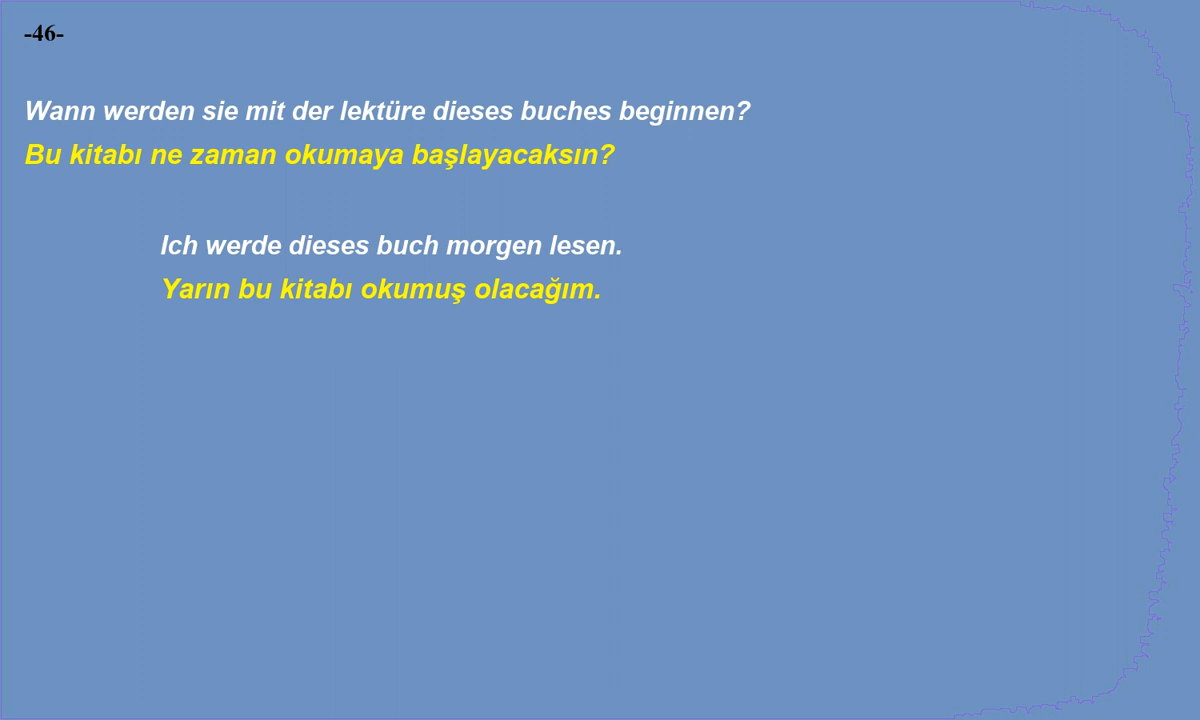 -46-
Wann werden sie mit der lektüre dieses buches beginnen?
Bu kitabı ne zaman okumaya başlayacaksın?
Ich werde dieses buch morgen lesen.
Yarın bu kitabı okumuş olacağım.